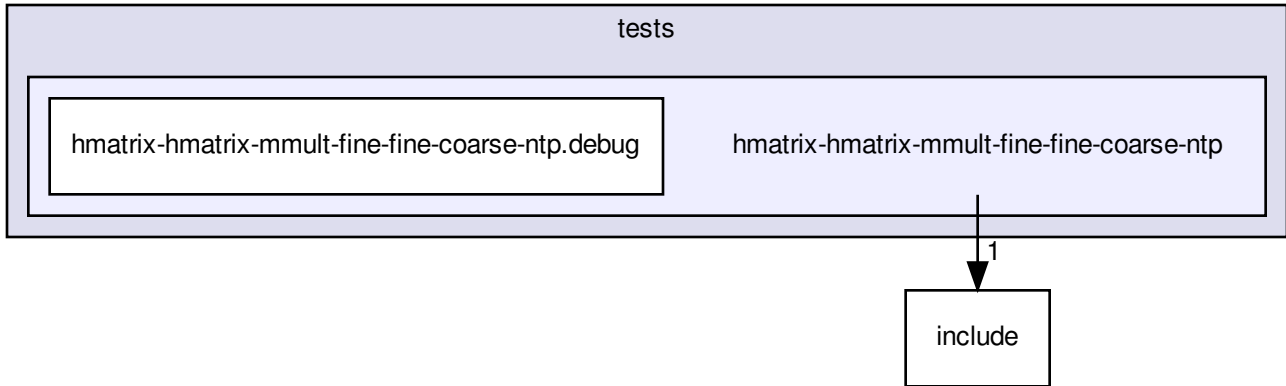 tests
hmatrix-hmatrix-mmult-fine-fine-coarse-ntp.debug
hmatrix-hmatrix-mmult-fine-fine-coarse-ntp
1
include